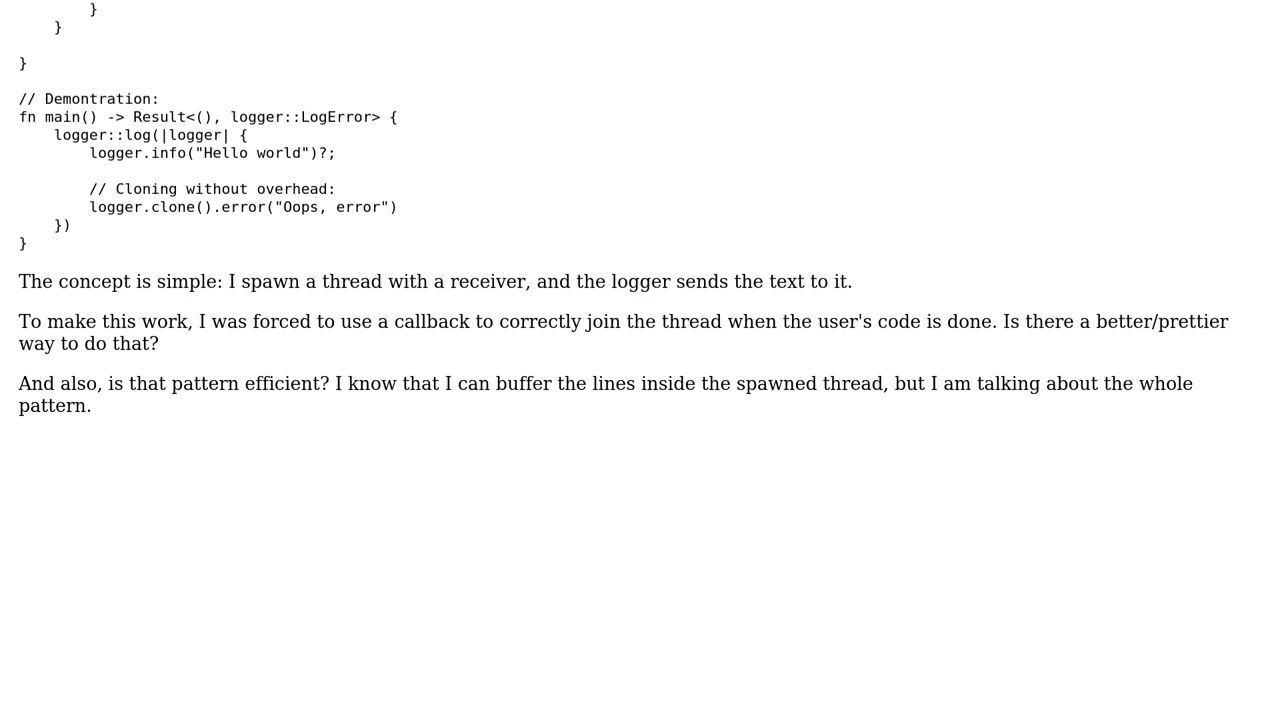 }
    }

}

// Demontration:
fn main() -> Result<(), logger::LogError> {
    logger::log(|logger| {
        logger.info("Hello world")?;

        // Cloning without overhead:
        logger.clone().error("Oops, error")
    })
}
The concept is simple: I spawn a thread with a receiver, and the logger sends the text to it.
To make this work, I was forced to use a callback to correctly join the thread when the user's code is done. Is there a better/prettier
way to do that?
And also, is that pattern efficient? I know that I can buffer the lines inside the spawned thread, but I am talking about the whole
pattern.